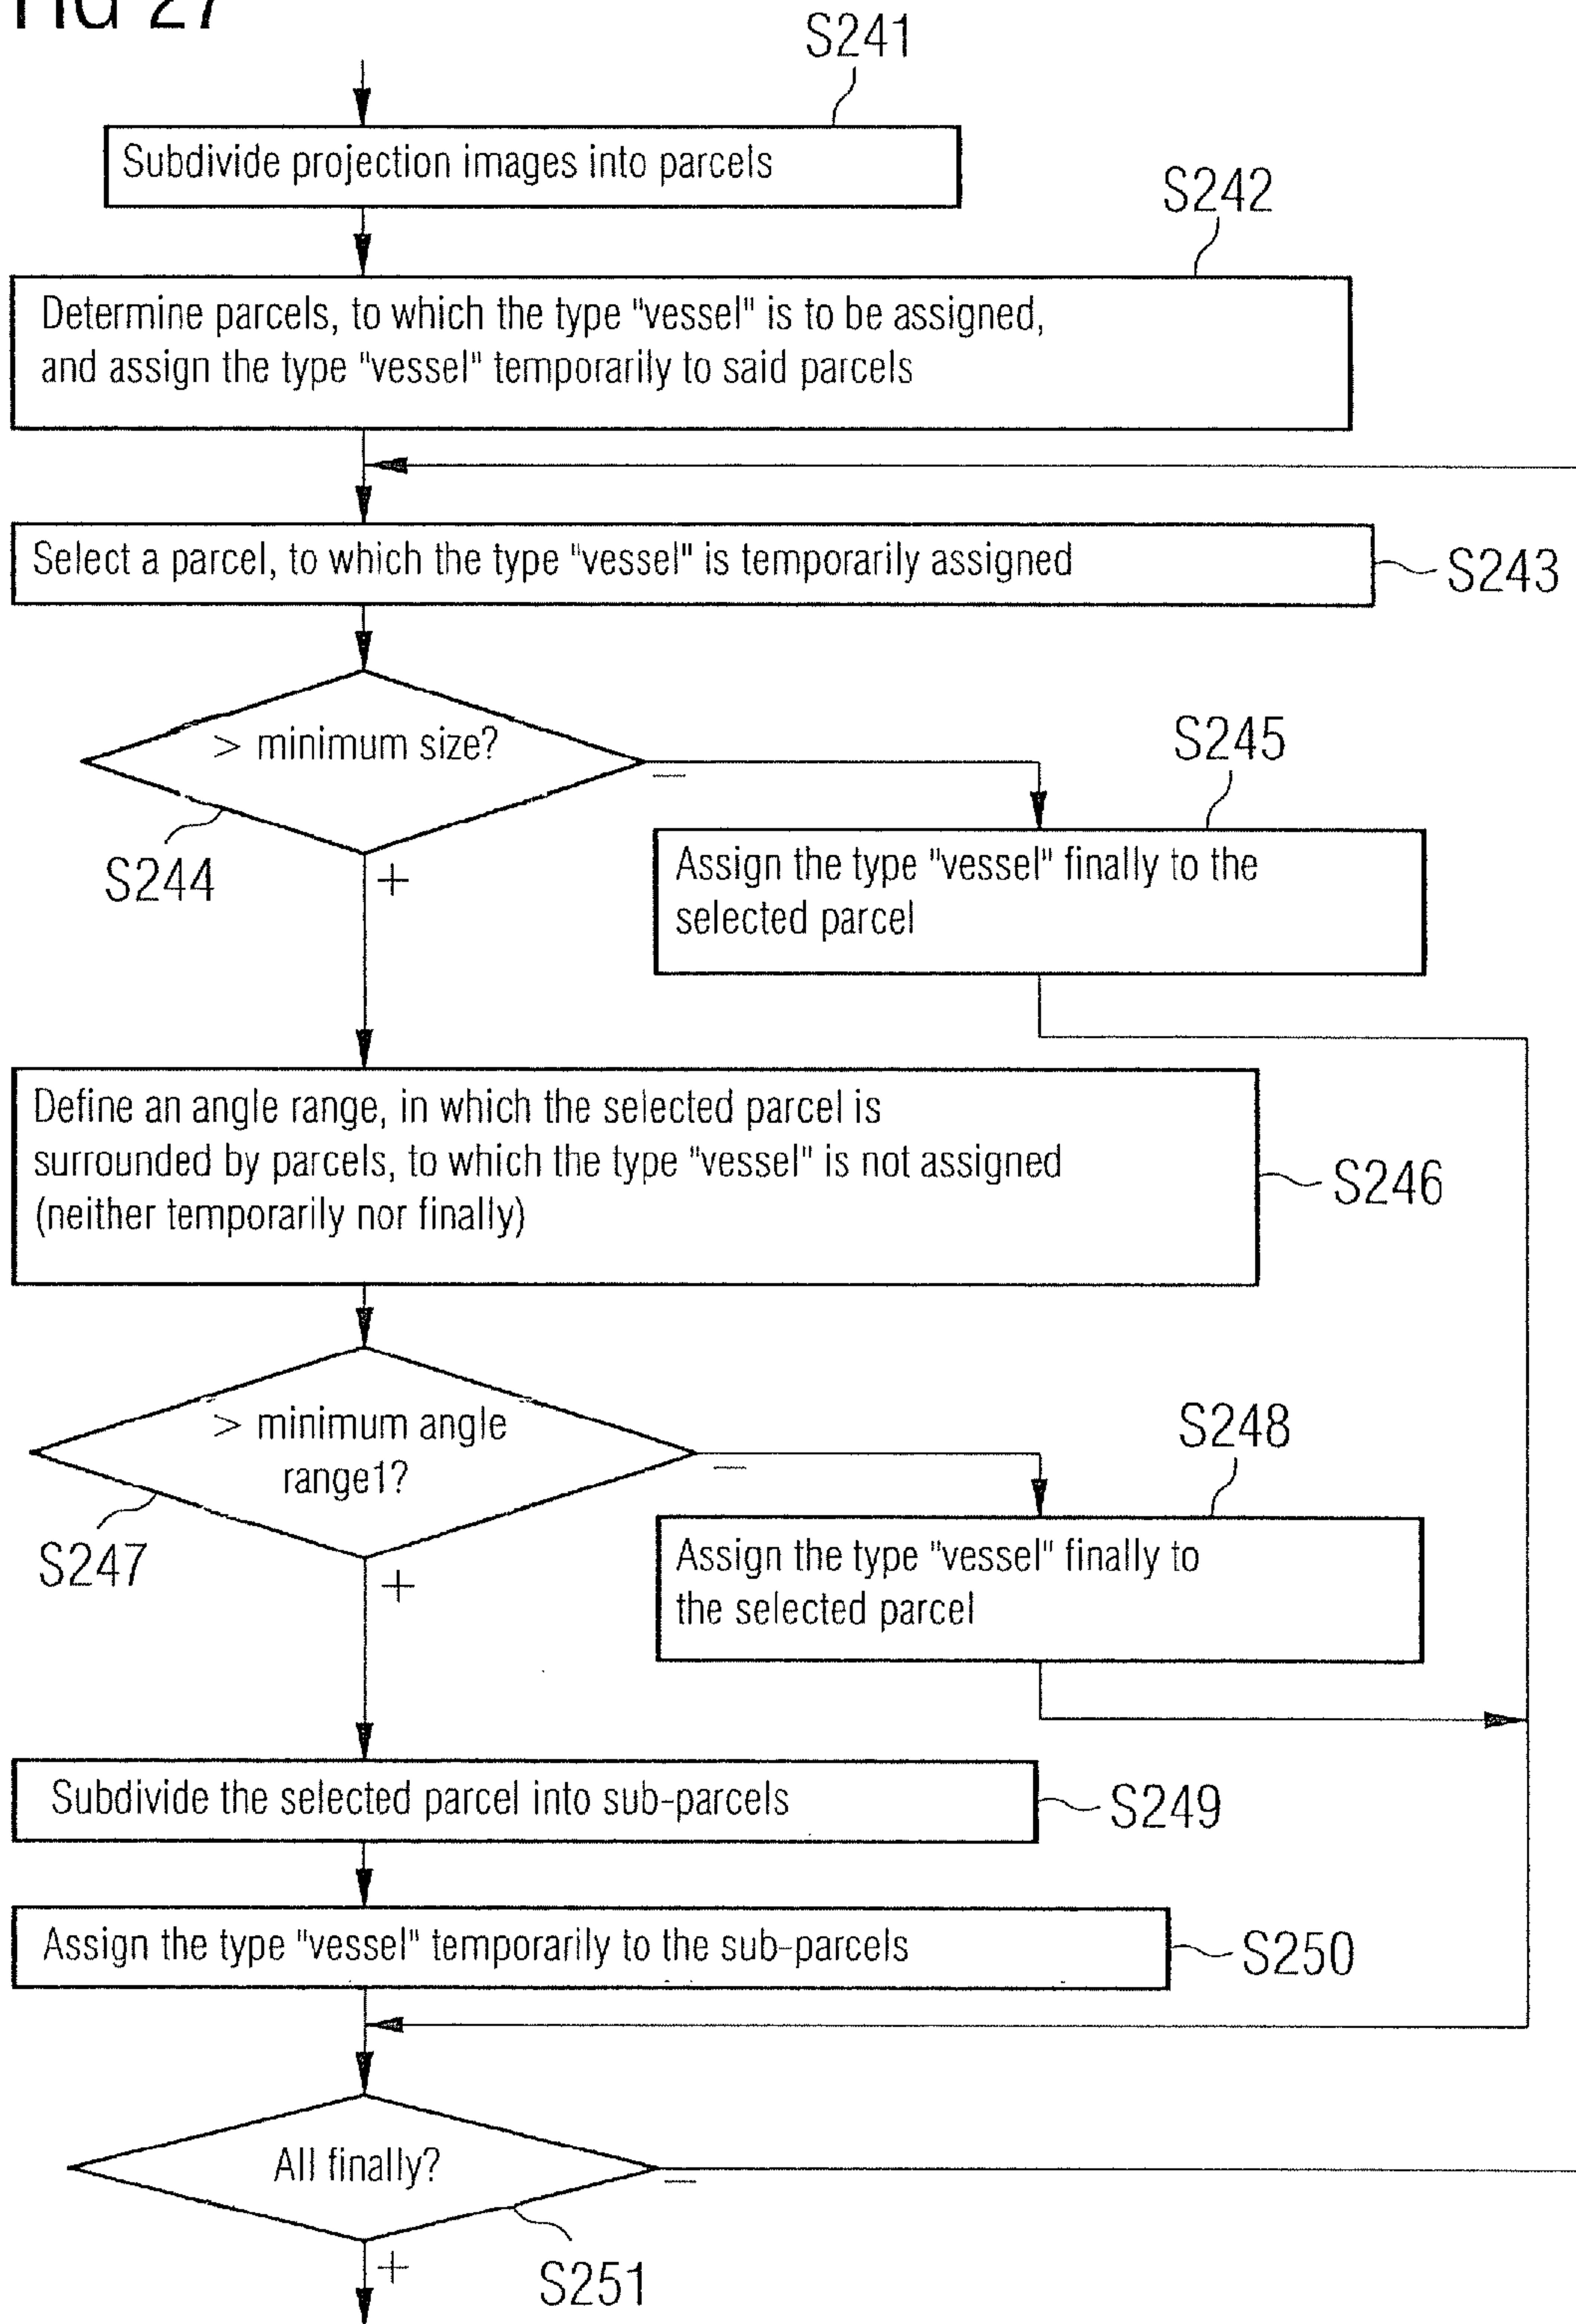 FIG 27
S241
Subdivide projection images into parcels
S242
Determine parcels, to which the type "vessel" is to be assigned,
and assign the type "vessel" temporarily to said parcels
Select a parcel, to which the type "vessel" is temporarily assigned
S243
> minimum size?
–
S245
S244
+
Assign the type "vessel" finally to the
selected parcel
Define an angle range, in which the selected parcel is
surrounded by parcels, to which the type "vessel" is not assigned
(neither temporarily nor finally)
S246
> minimum angle
range1?
–
S248
S247
+
Assign the type "vessel" finally to
the selected parcel
Subdivide the selected parcel into sub-parcels
S249
Assign the type "vessel" temporarily to the sub-parcels
S250
All finally?
–
+
S251